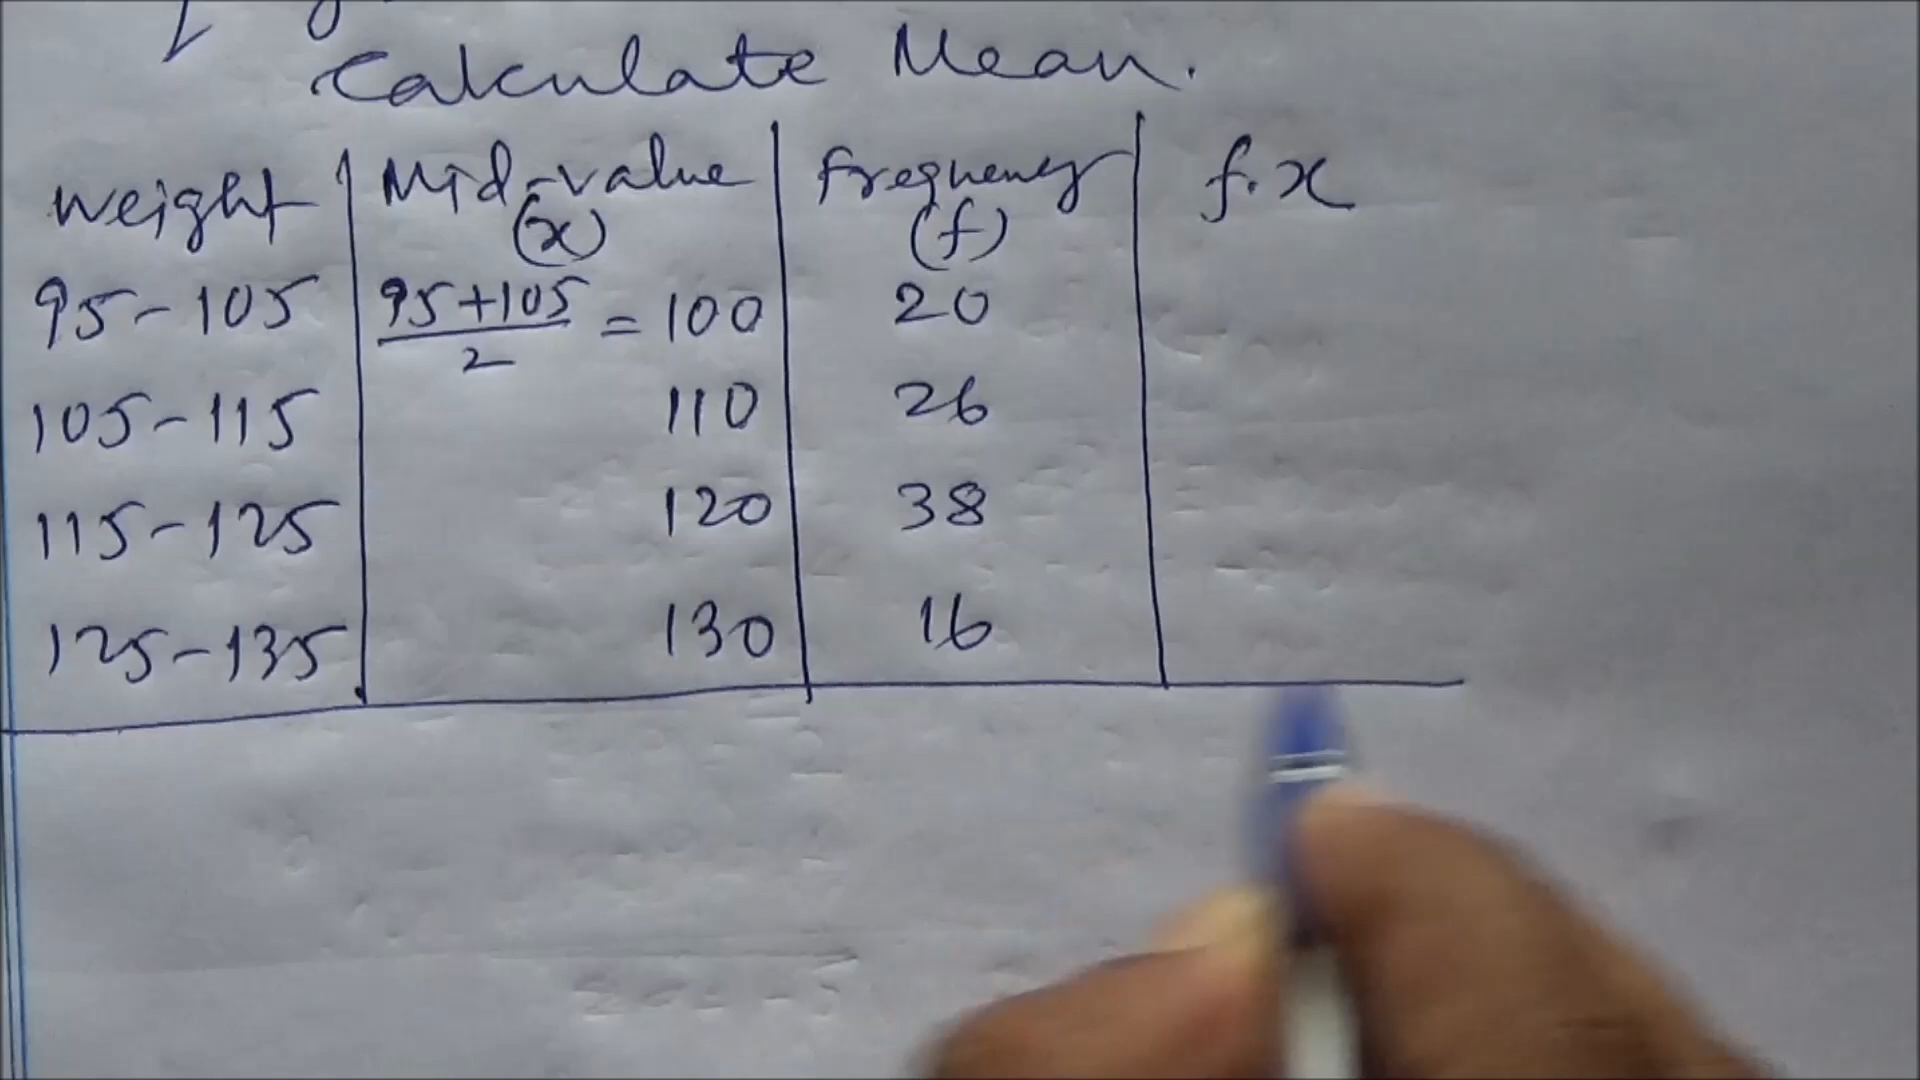 Calculate Mean.
Weight Mid-value Frequency f.x
(x) (f)
95-105 95+105/2 = 100 20
105-115 110 26
115-125 120 38
125-135 130 16